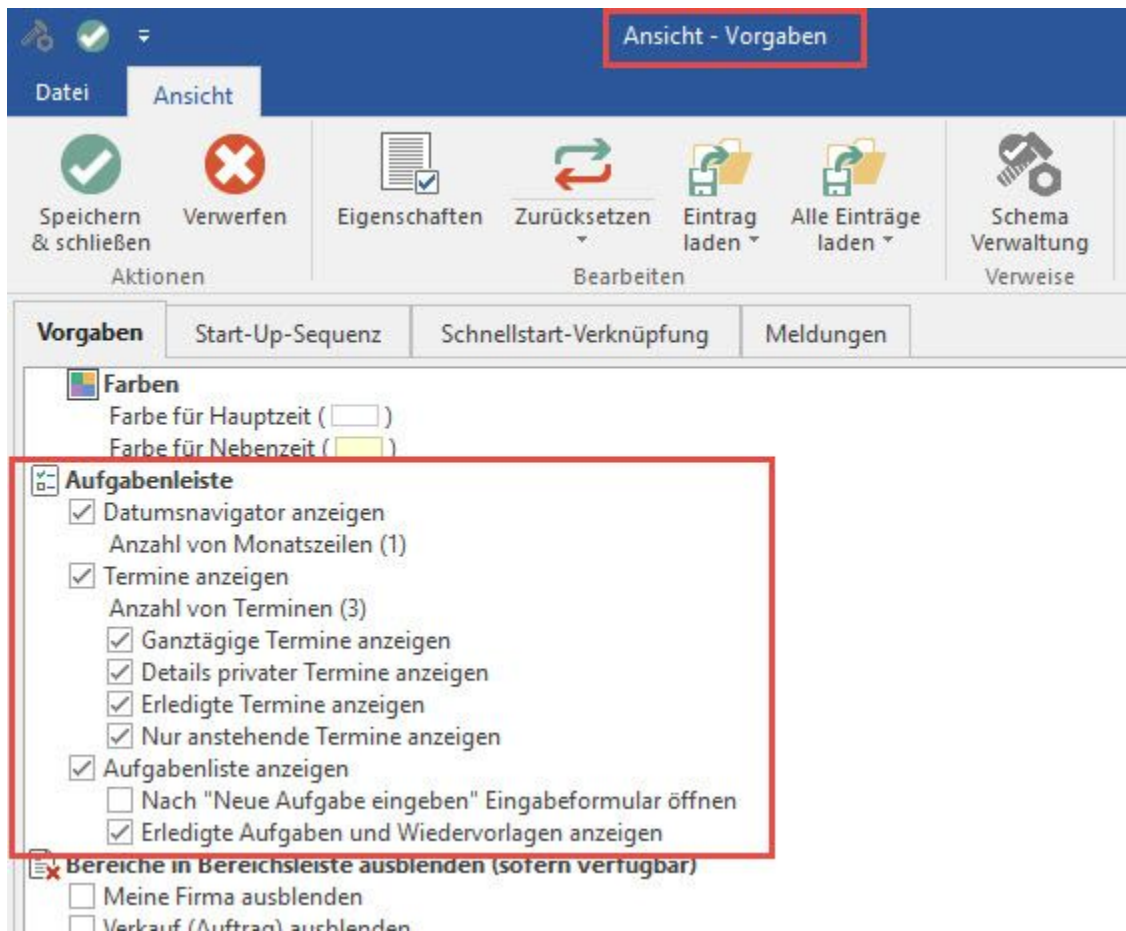 Ansicht - Vorgaben
Datei Ansicht
Speichern & schließen
Verwerfen
Eigenschaften
Zurücksetzen
Eintrag laden
Alle Einträge laden
Schema Verwaltung
Aktionen Bearbeiten Verweise
Vorgaben Start-Up-Sequenz Schnellstart-Verknüpfung Meldungen
Farben
Farbe für Hauptzeit ( )
Farbe für Nebenzeit ( )
Aufgabenleiste
Datumsnavigator anzeigen
Anzahl von Monatszeilen (1)
Termine anzeigen
Anzahl von Terminen (3)
Ganztägige Termine anzeigen
Details privater Termine anzeigen
Erledigte Termine anzeigen
Nur anstehende Termine anzeigen
Aufgabenliste anzeigen
Nach "Neue Aufgabe eingeben" Eingabeformular öffnen
Erledigte Aufgaben und Wiedervorlagen anzeigen
Bereiche in Bereichsleiste ausblenden (sofern verfügbar)
Meine Firma ausblenden
Verkauf (Auftrag) ausblenden